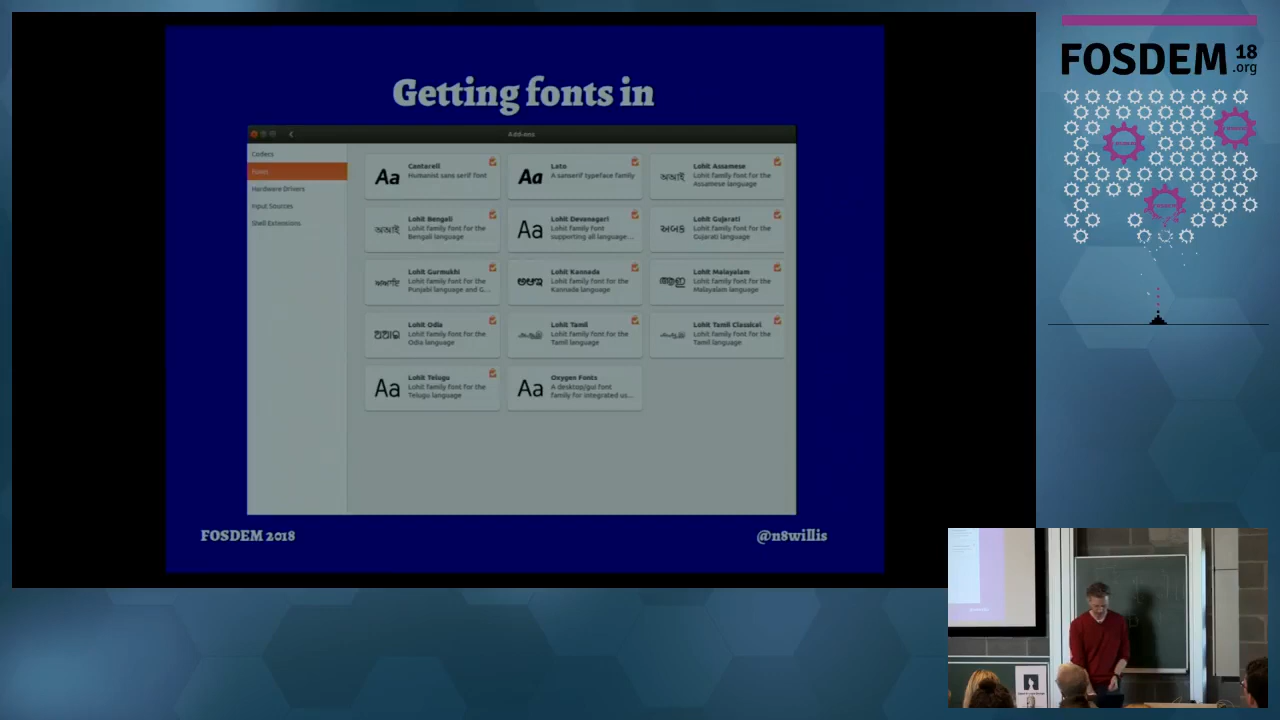 Getting fonts in
Add-ons
Codecs
Fonts
Hardware Drivers
Input Sources
Shell Extensions
Aa
Cantarell
Humanist sans serif font
Aa
Lato
A sanserif typeface family
অআই
Lohit Assamese
Lohit family font for the
Assamese language
অআই
Lohit Bengali
Lohit family font for the
Bengali language
Aa
Lohit Devanagari
Lohit family font
supporting all language...
અબક
Lohit Gujarati
Lohit family font for the
Gujarati language
Lohit Gurmukhi
Lohit family font for the
Punjabi language and G...
Lohit Kannada
Lohit family font for the
Kannada language
ആഇ
Lohit Malayalam
Lohit family font for the
Malayalam language
Lohit Odia
Lohit family font for the
Odia language
Lohit Tamil
Lohit family font for the
Tamil language
Lohit Tamil Classical
Lohit family font for the
Tamil language
Aa
Lohit Telugu
Lohit family font for the
Telugu language
Aa
Oxygen Fonts
A desktop/gui font
family for integrated us...
FOSDEM 2018
@n8willis
FOSDEM 18
.org